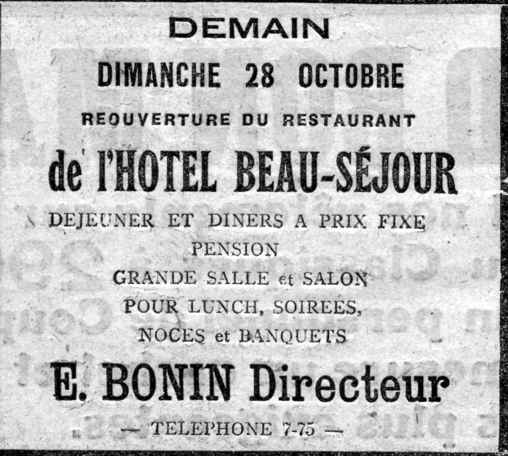 DEMAIN
DIMANCHE 28 OCTOBRE
REOUVERTURE DU RESTAURANT
de l'HOTEL BEAU-SÉJOUR
DEJEUNER ET DINERS A PRIX FIXE
PENSION
GRANDE SALLE et SALON
POUR LUNCH, SOIREES,
NOCES et BANQUETS
E. BONIN Directeur
— TELEPHONE 7-75 —